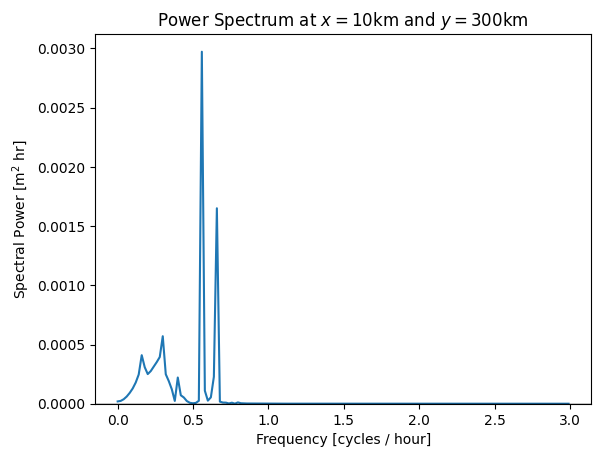 Power Spectrum at x = 10km and y = 300km
Spectral Power [m² hr]
0.0030
0.0025
0.0020
0.0015
0.0010
0.0005
0.0000
0.0 0.5 1.0 1.5 2.0 2.5 3.0
Frequency [cycles / hour]